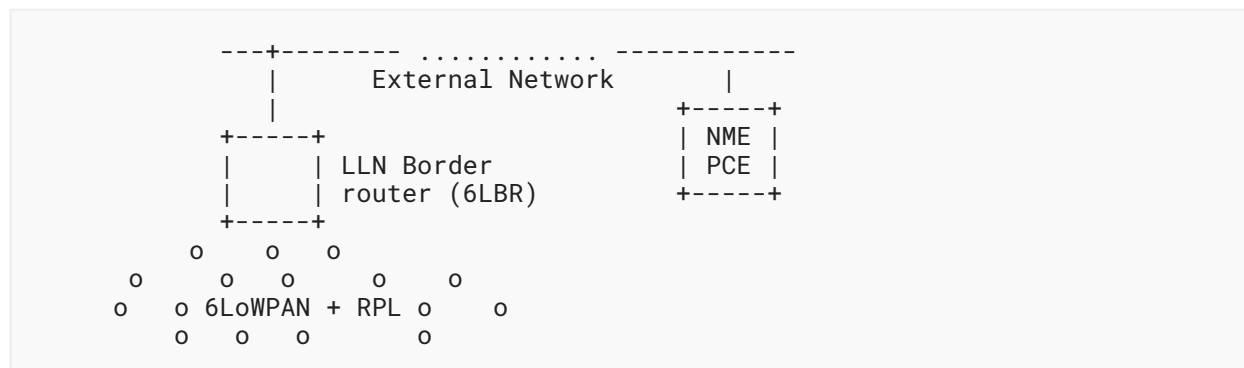 ---+-------- ............ ------------
| External Network |
| +-----+
+-----+ | NME |
| | LLN Border | PCE |
| | router (6LBR) +-----+
+-----+
o o o
o o o o o
o o 6LoWPAN + RPL o o
o o o o